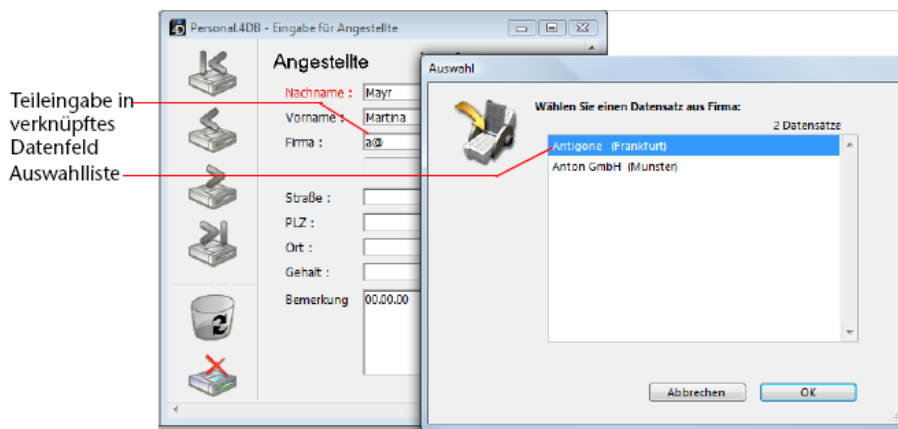 Personal.4DB - Eingabe für Angestellte
Angestellte
Nachname : Mayr
Vorname : Martina
Firma : a@
Straße :
PLZ :
Ort :
Gehalt :
Bemerkung 00.00.00
Teileingabe in
verknüpftes
Datenfeld
Auswahlliste
Auswahl
Wählen Sie einen Datensatz aus Firma:
2 Datensätze
Antigone (Frankfurt)
Anton GmbH (Munster)
Abbrechen OK